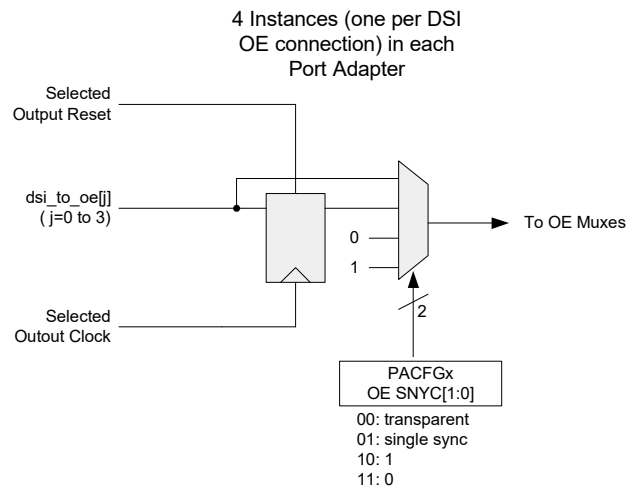 4 Instances (one per DSI
OE connection) in each
Port Adapter
Selected
Output Reset
dsi_to_oe[j]
( j=0 to 3)
0
1
To OE Muxes
Selected
Outout Clock
2
PACFGx
OE SNYC[1:0]
00: transparent
01: single sync
10: 1
11: 0